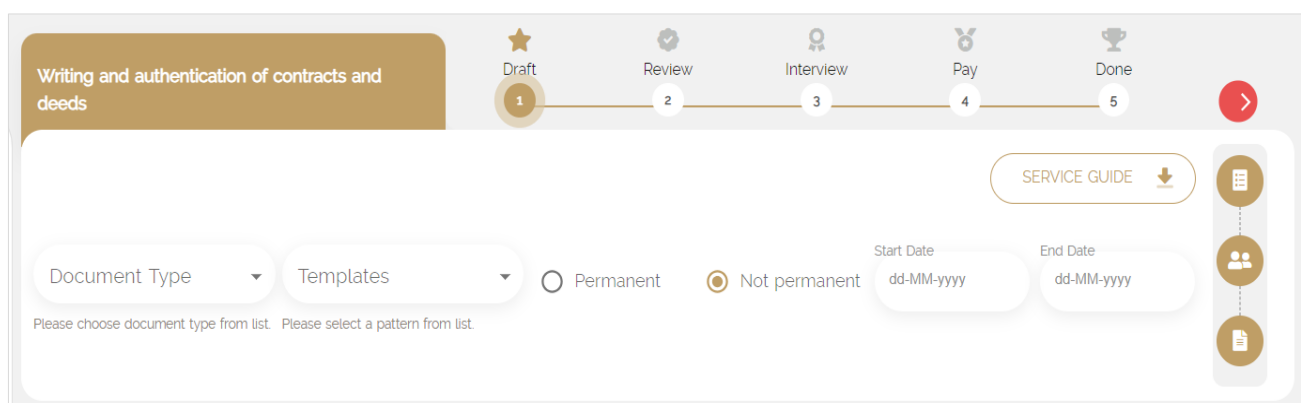 Writing and authentication of contracts and
deeds
Draft
Review
Interview
Pay
Done
1
2
3
4
5
SERVICE GUIDE
Document Type
Templates
Permanent
Not permanent
Start Date
dd-MM-yyyy
End Date
dd-MM-yyyy
Please choose document type from list.
Please select a pattern from list.